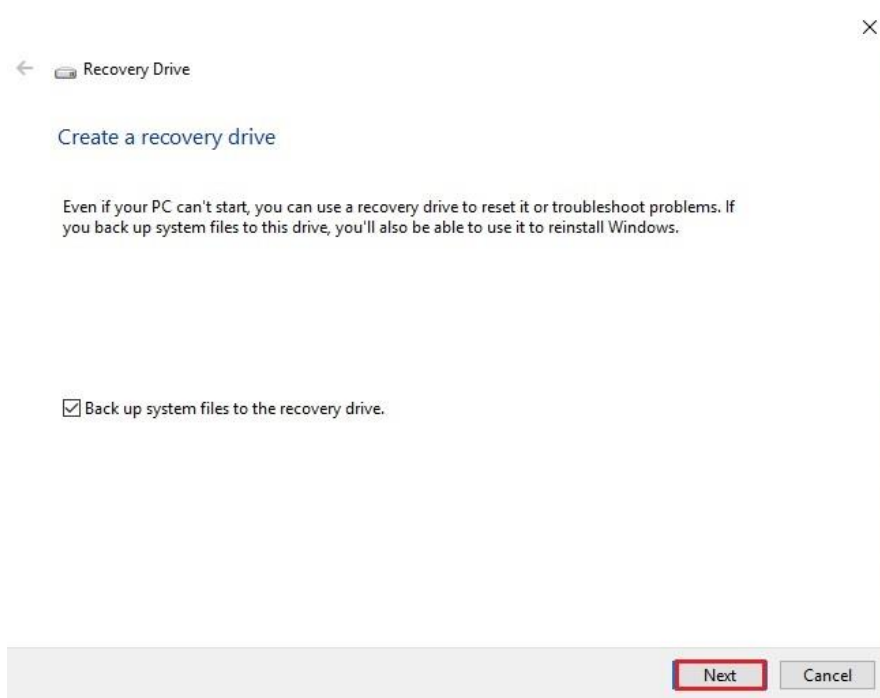 Recovery Drive
Create a recovery drive
Even if your PC can't start, you can use a recovery drive to reset it or troubleshoot problems. If
you back up system files to this drive, you'll also be able to use it to reinstall Windows.
Back up system files to the recovery drive.
Next Cancel